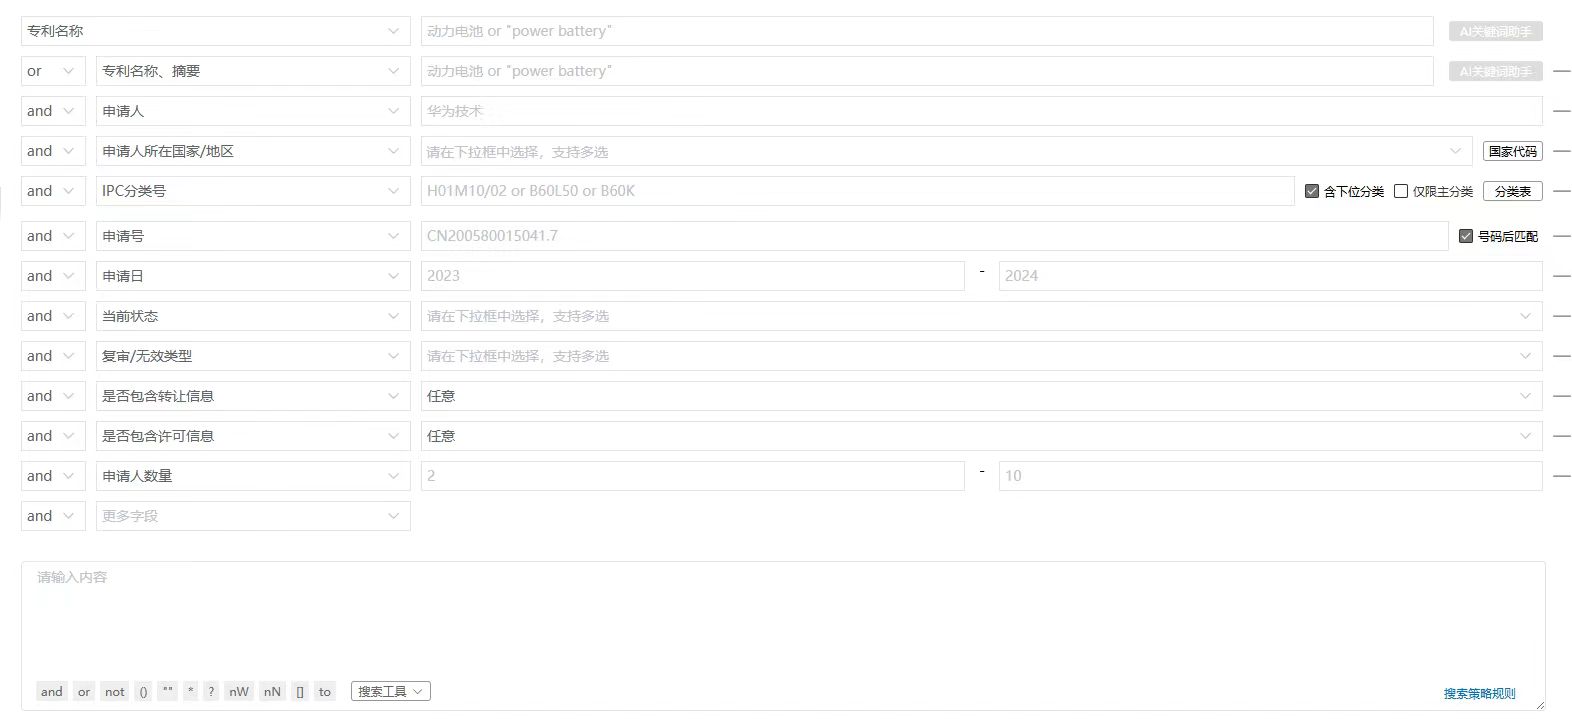 专利名称 动力电池 or "power battery" AI关键词助手
or 专利名称、摘要 动力电池 or "power battery" AI关键词助手
and 申请人 华为技术
and 申请人所在国家/地区 请在下拉框中选择，支持多选 国家代码
and IPC分类号 H01M10/02 or B60L50 or B60K 含下位分类 仅限主分类 分类表
and 申请号 CN200580015041.7 号码后匹配
and 申请日 2023 - 2024
and 当前状态 请在下拉框中选择，支持多选
and 复审/无效类型 请在下拉框中选择，支持多选
and 是否包含转让信息 任意
and 是否包含许可信息 任意
and 申请人数量 2 - 10
and 更多字段
请输入内容
and or not () "" * ? nW nN [] to 搜索工具 搜索策略规则